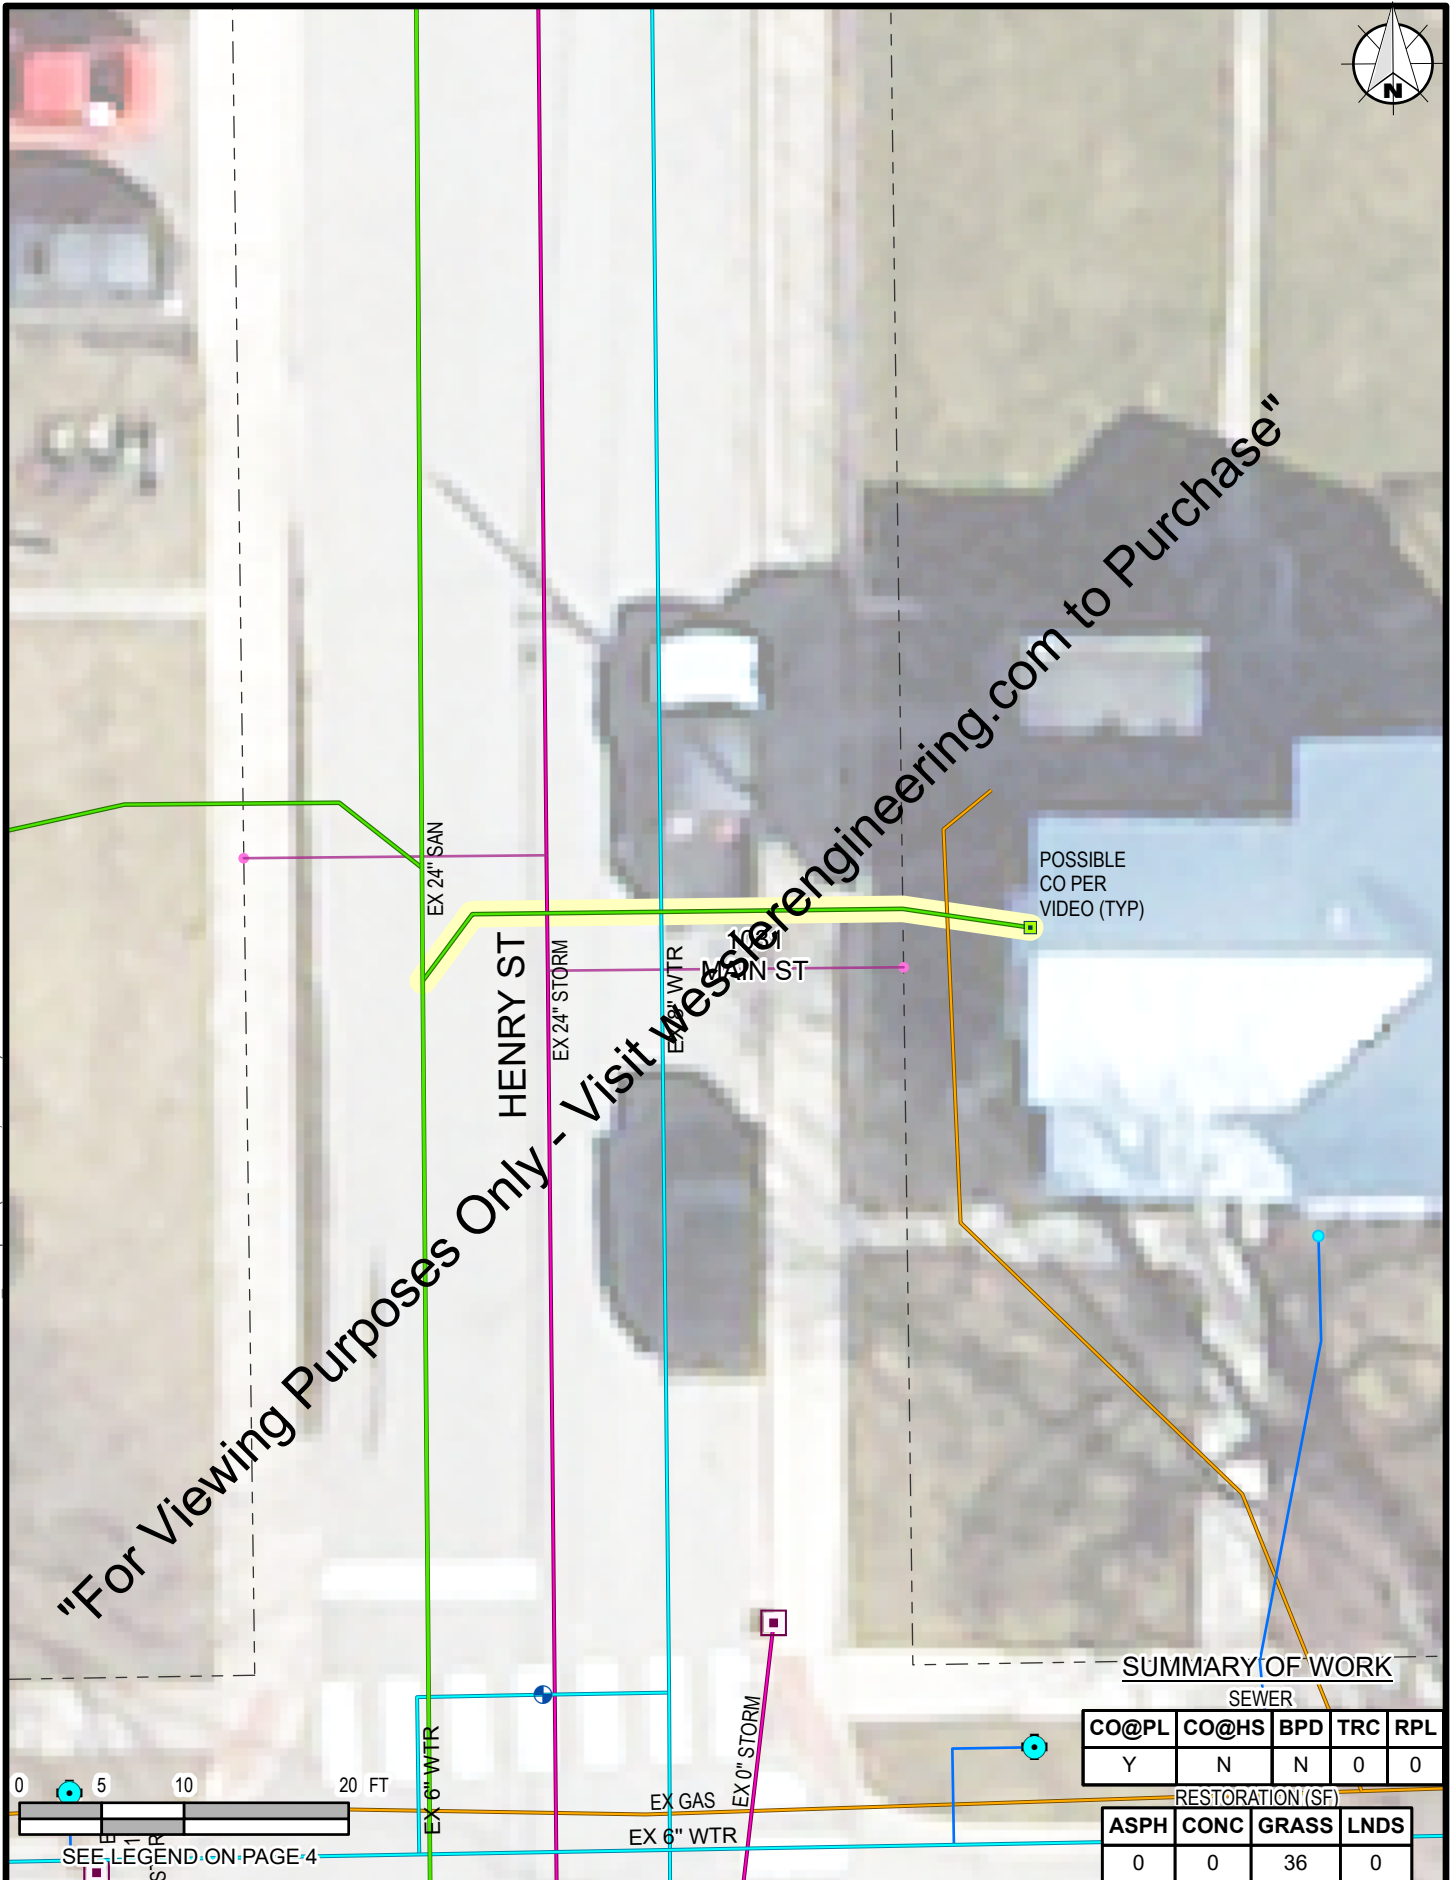 N
"For Viewing Purposes Only - Visit wesslerengineering.com to Purchase"
EX 24" SAN
HENRY ST
EX 24" STORM
EX 8" WTR
1031
MAIN ST
POSSIBLE
CO PER
VIDEO (TYP)
EX 0" STORM
EX 6" WTR
EX GAS
EX 6" WTR
0 5 10 20 FT
SEE LEGEND ON PAGE 4
SUMMARY OF WORK
SEWER
CO@PL CO@HS BPD TRC RPL
Y N N 0 0
RESTORATION (SF)
ASPH CONC GRASS LNDS
0 0 36 0